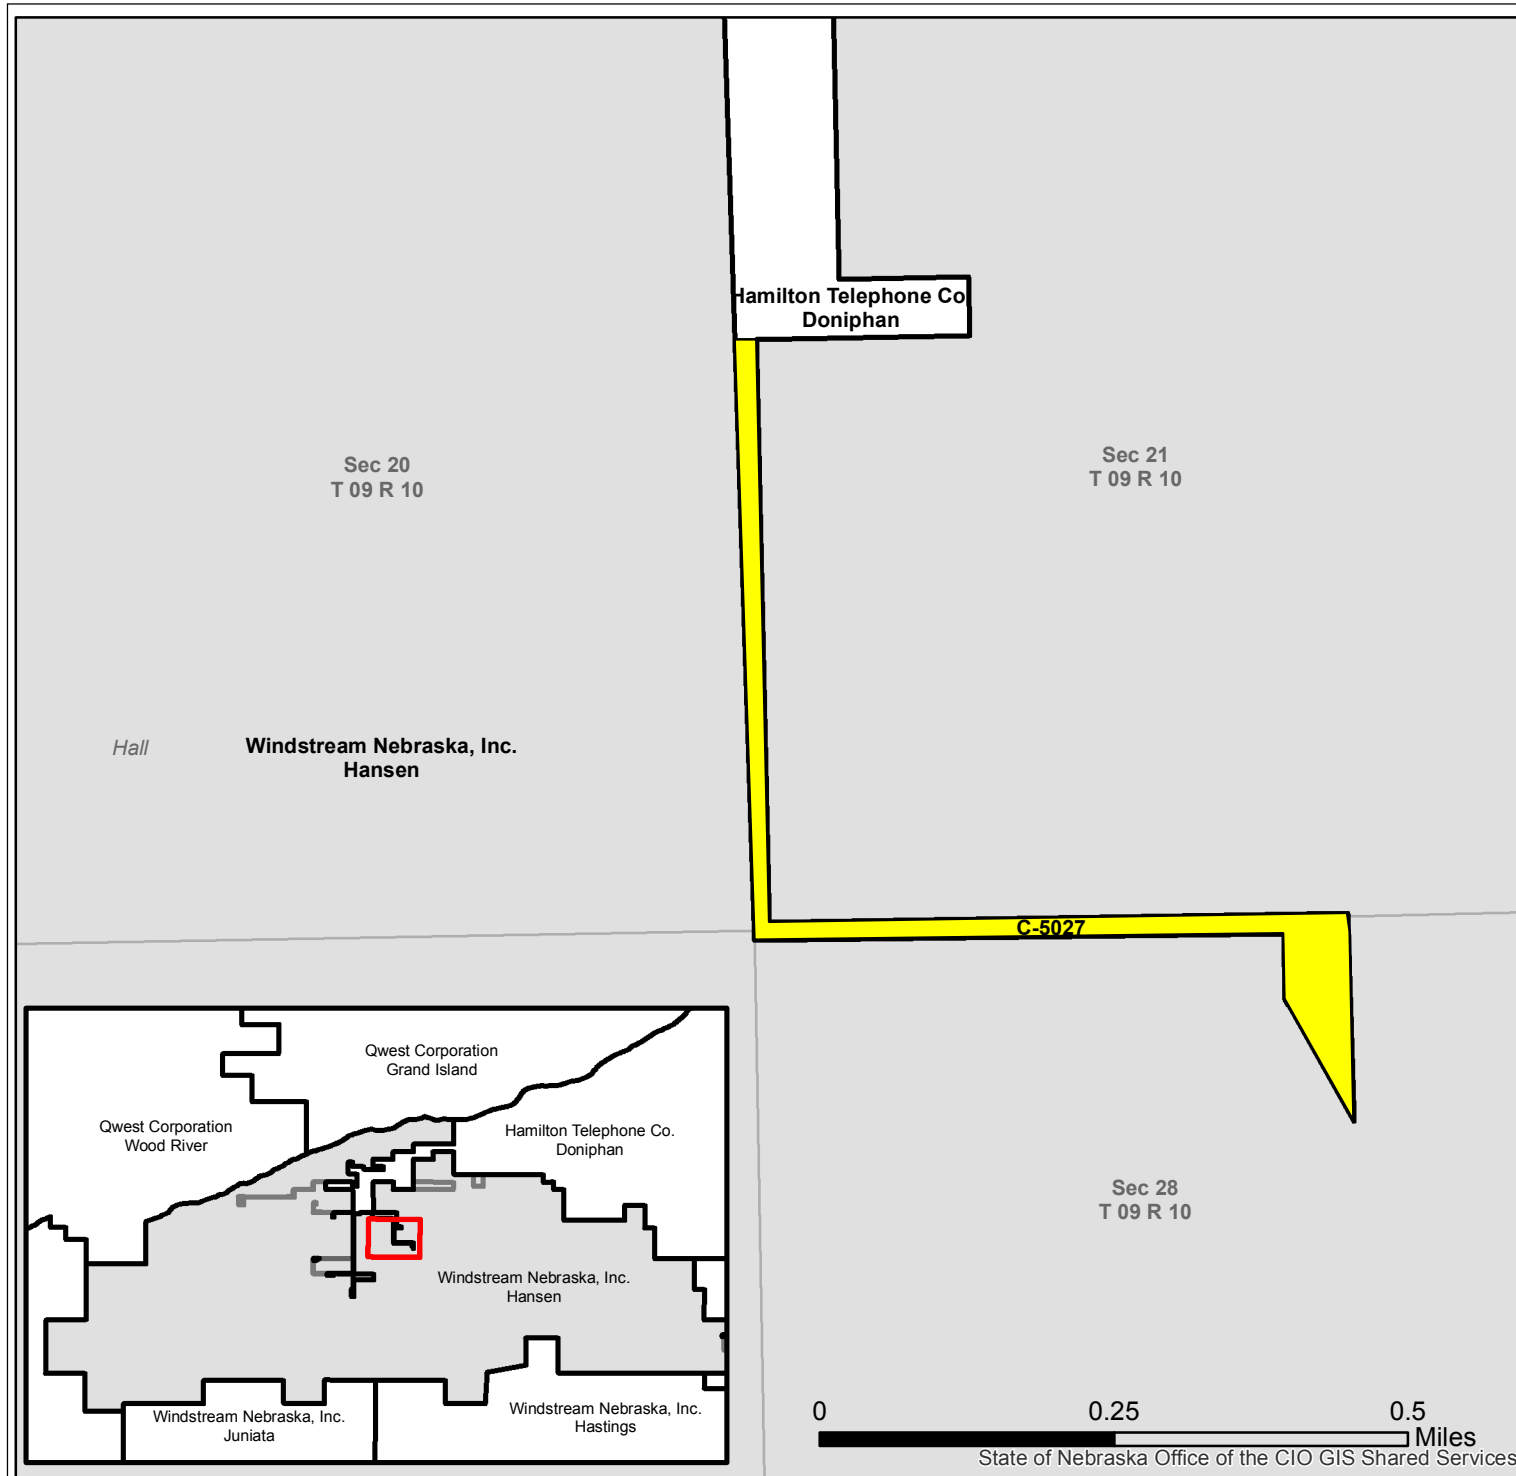 Hamilton Telephone Co
Doniphan
Sec 20
T 09 R 10
Sec 21
T 09 R 10
Hall
Windstream Nebraska, Inc.
Hansen
C-5027
Sec 28
T 09 R 10
Qwest Corporation
Grand Island
Qwest Corporation
Wood River
Hamilton Telephone Co.
Doniphan
Windstream Nebraska, Inc.
Hansen
Windstream Nebraska, Inc.
Juniata
Windstream Nebraska, Inc.
Hastings
0 0.25 0.5
Miles
State of Nebraska Office of the CIO GIS Shared Services